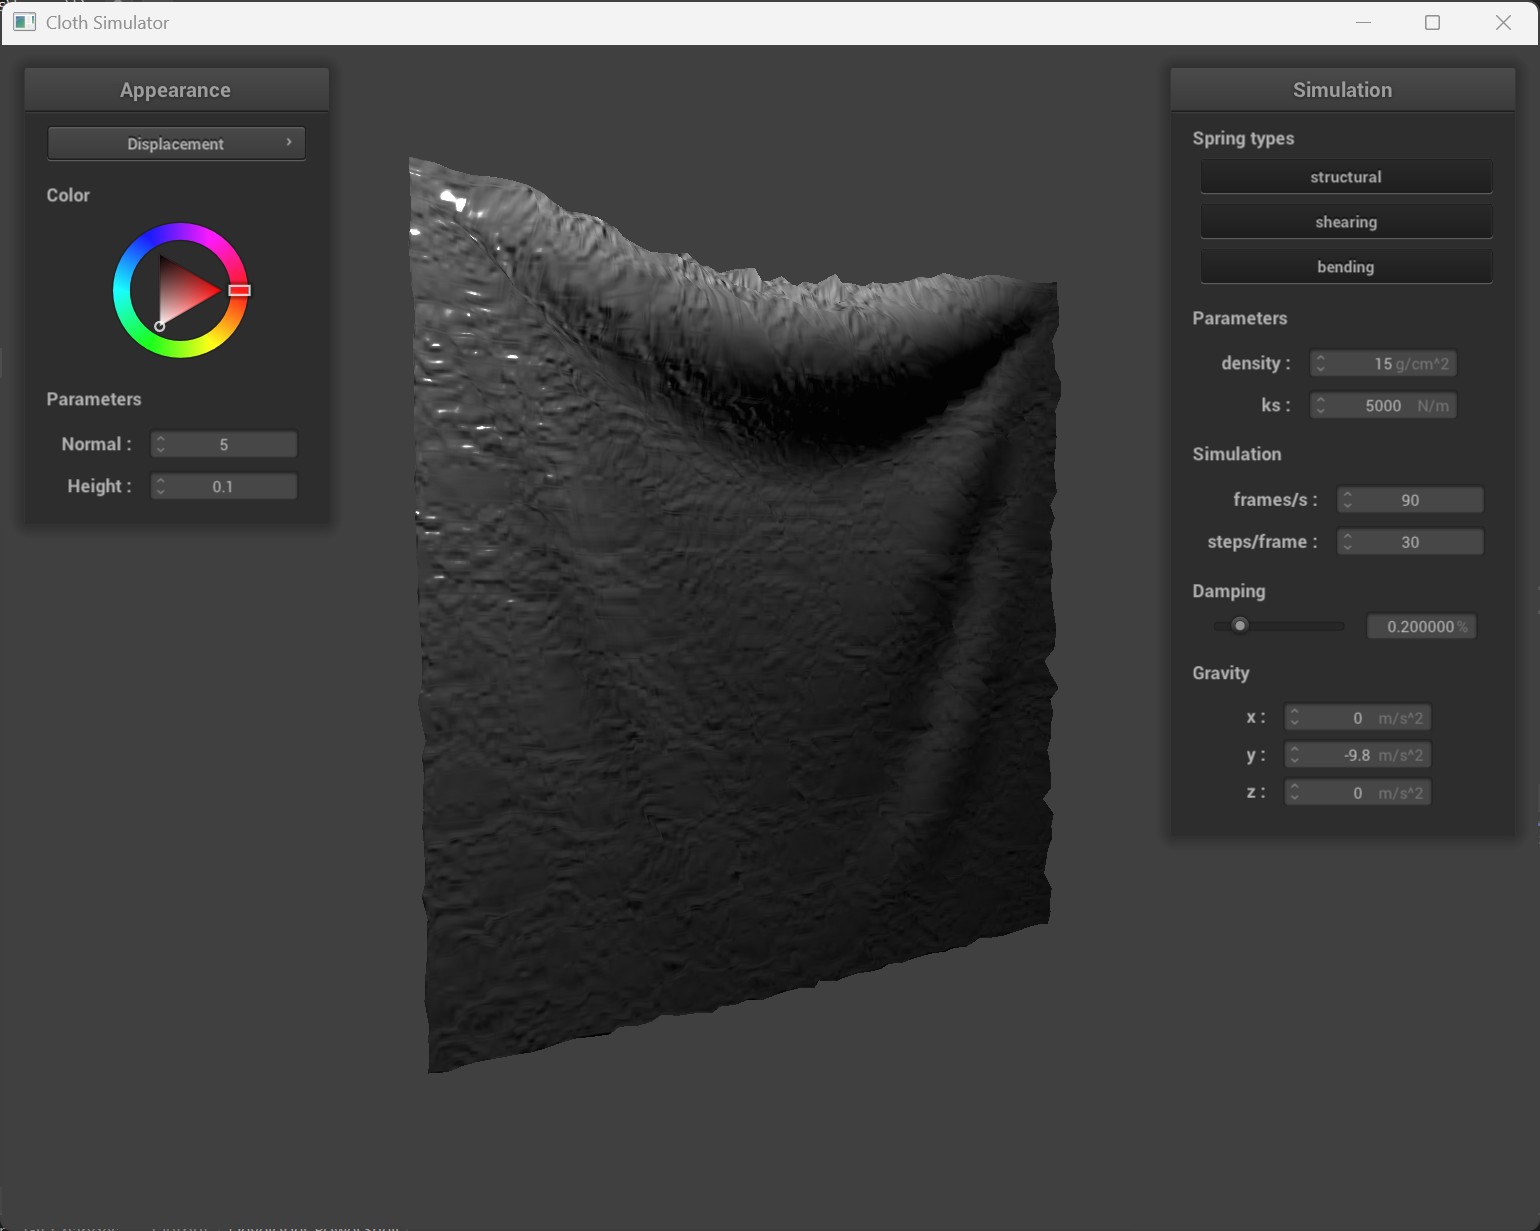 Cloth Simulator
Appearance
Displacement
Color
Parameters
Normal : 5
Height : 0.1
Simulation
Spring types
structural
shearing
bending
Parameters
density : 15 g/cm^2
ks : 5000 N/m
Simulation
frames/s : 90
steps/frame : 30
Damping
0.200000 %
Gravity
x : 0 m/s^2
y : -9.8 m/s^2
z : 0 m/s^2